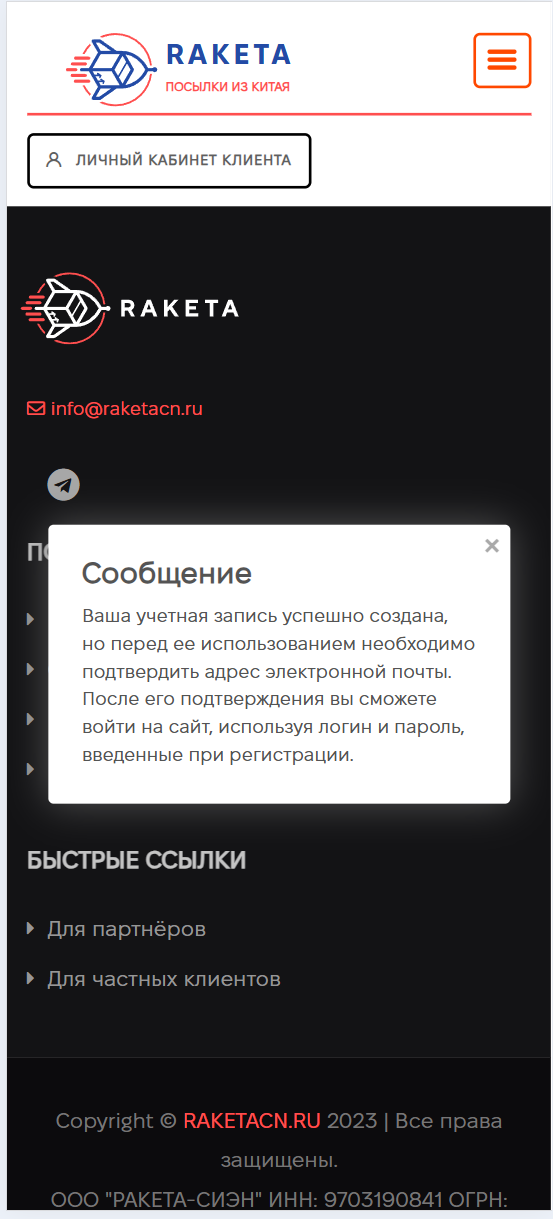 RAKETA
ПОСЫЛКИ ИЗ КИТАЯ
ЛИЧНЫЙ КАБИНЕТ КЛИЕНТА
RAKETA
info@raketacn.ru
Сообщение
Ваша учетная запись успешно создана,
но перед ее использованием необходимо
подтвердить адрес электронной почты.
После его подтверждения вы сможете
войти на сайт, используя логин и пароль,
введенные при регистрации.
БЫСТРЫЕ ССЫЛКИ
Для партнёров
Для частных клиентов
Copyright © RAKETACN.RU 2023 | Все права
защищены.
ООО "РАКЕТА-СИЭН" ИНН: 9703190841 ОГРН: